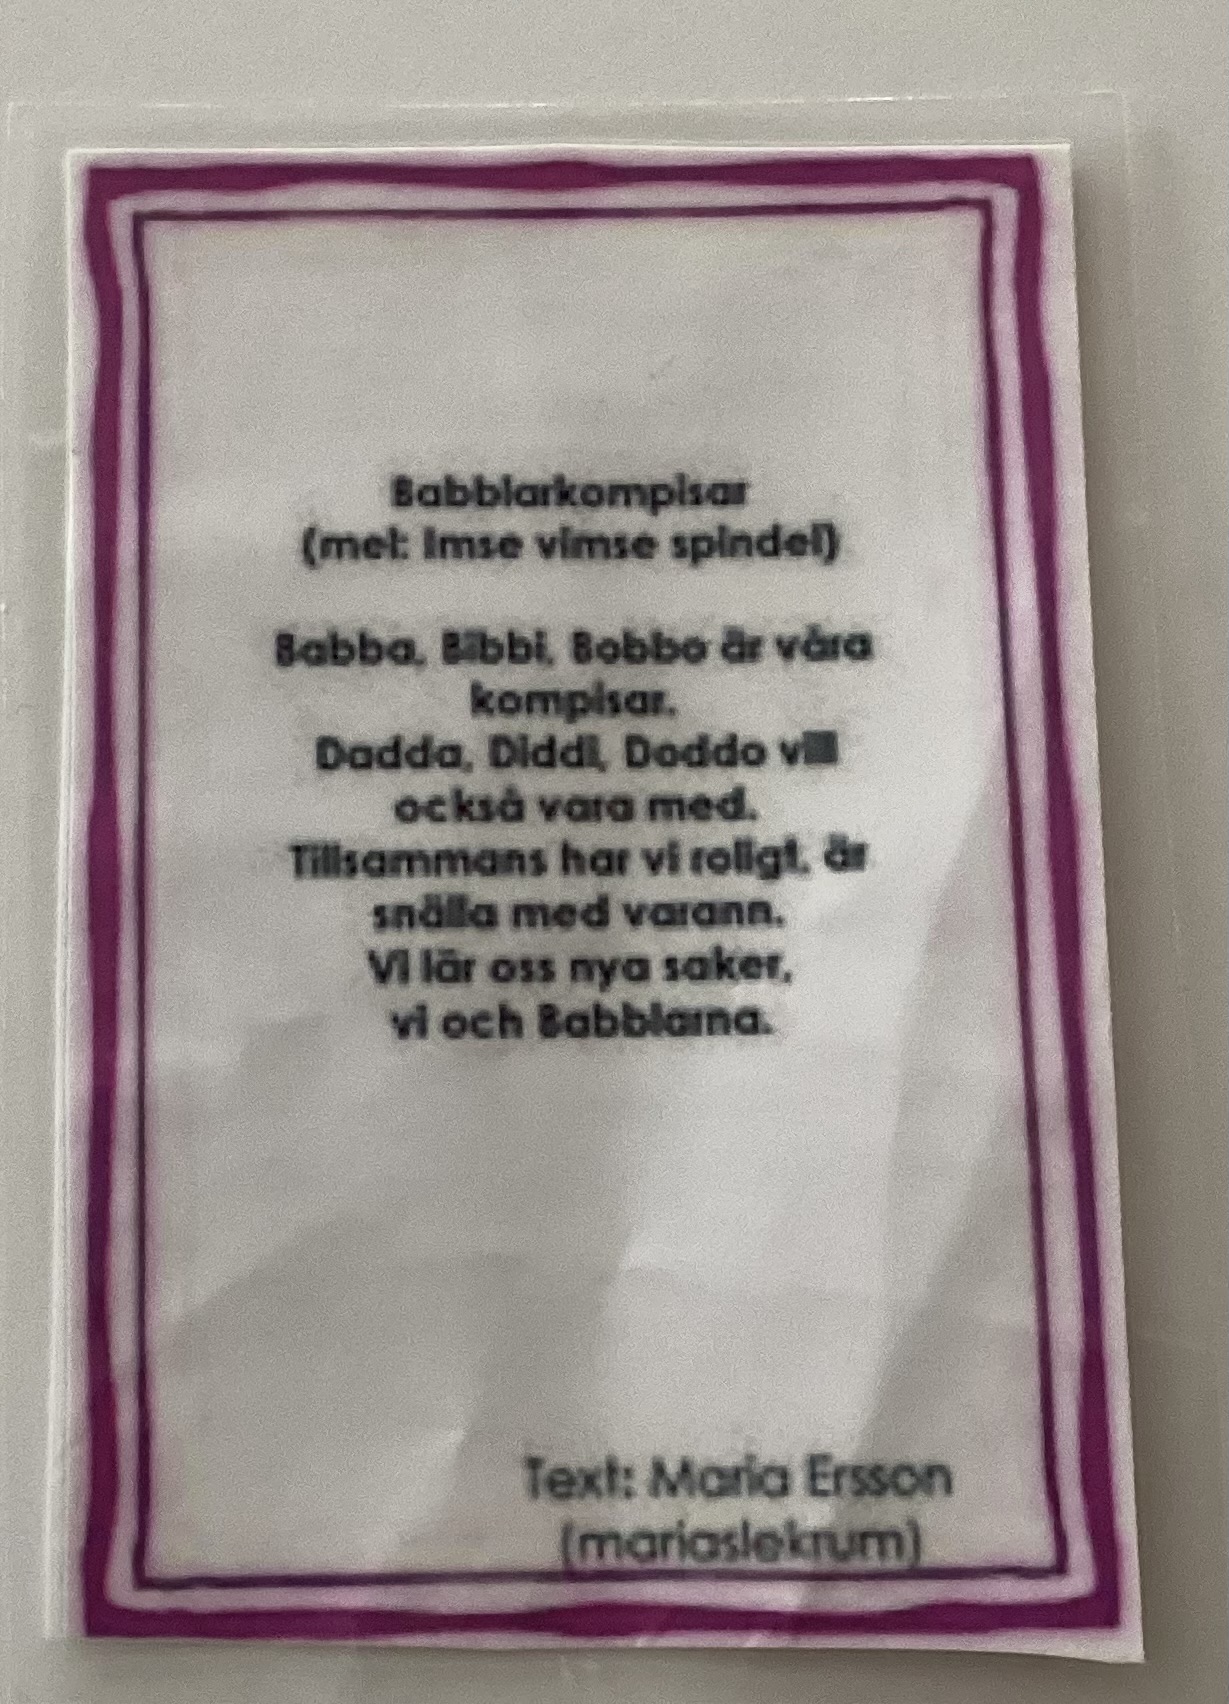 Babblarkompisar
(mel: Imse vimse spindel)
Babba, Bibbi, Bobbo är våra
kompisar.
Dadda, Diddi, Doddo vill
också vara med.
Tillsammans har vi roligt, är
snälla med varann.
Vi lär oss nya saker,
vi och Babblarna.
Text: Maria Ersson
(mariaslekrum)